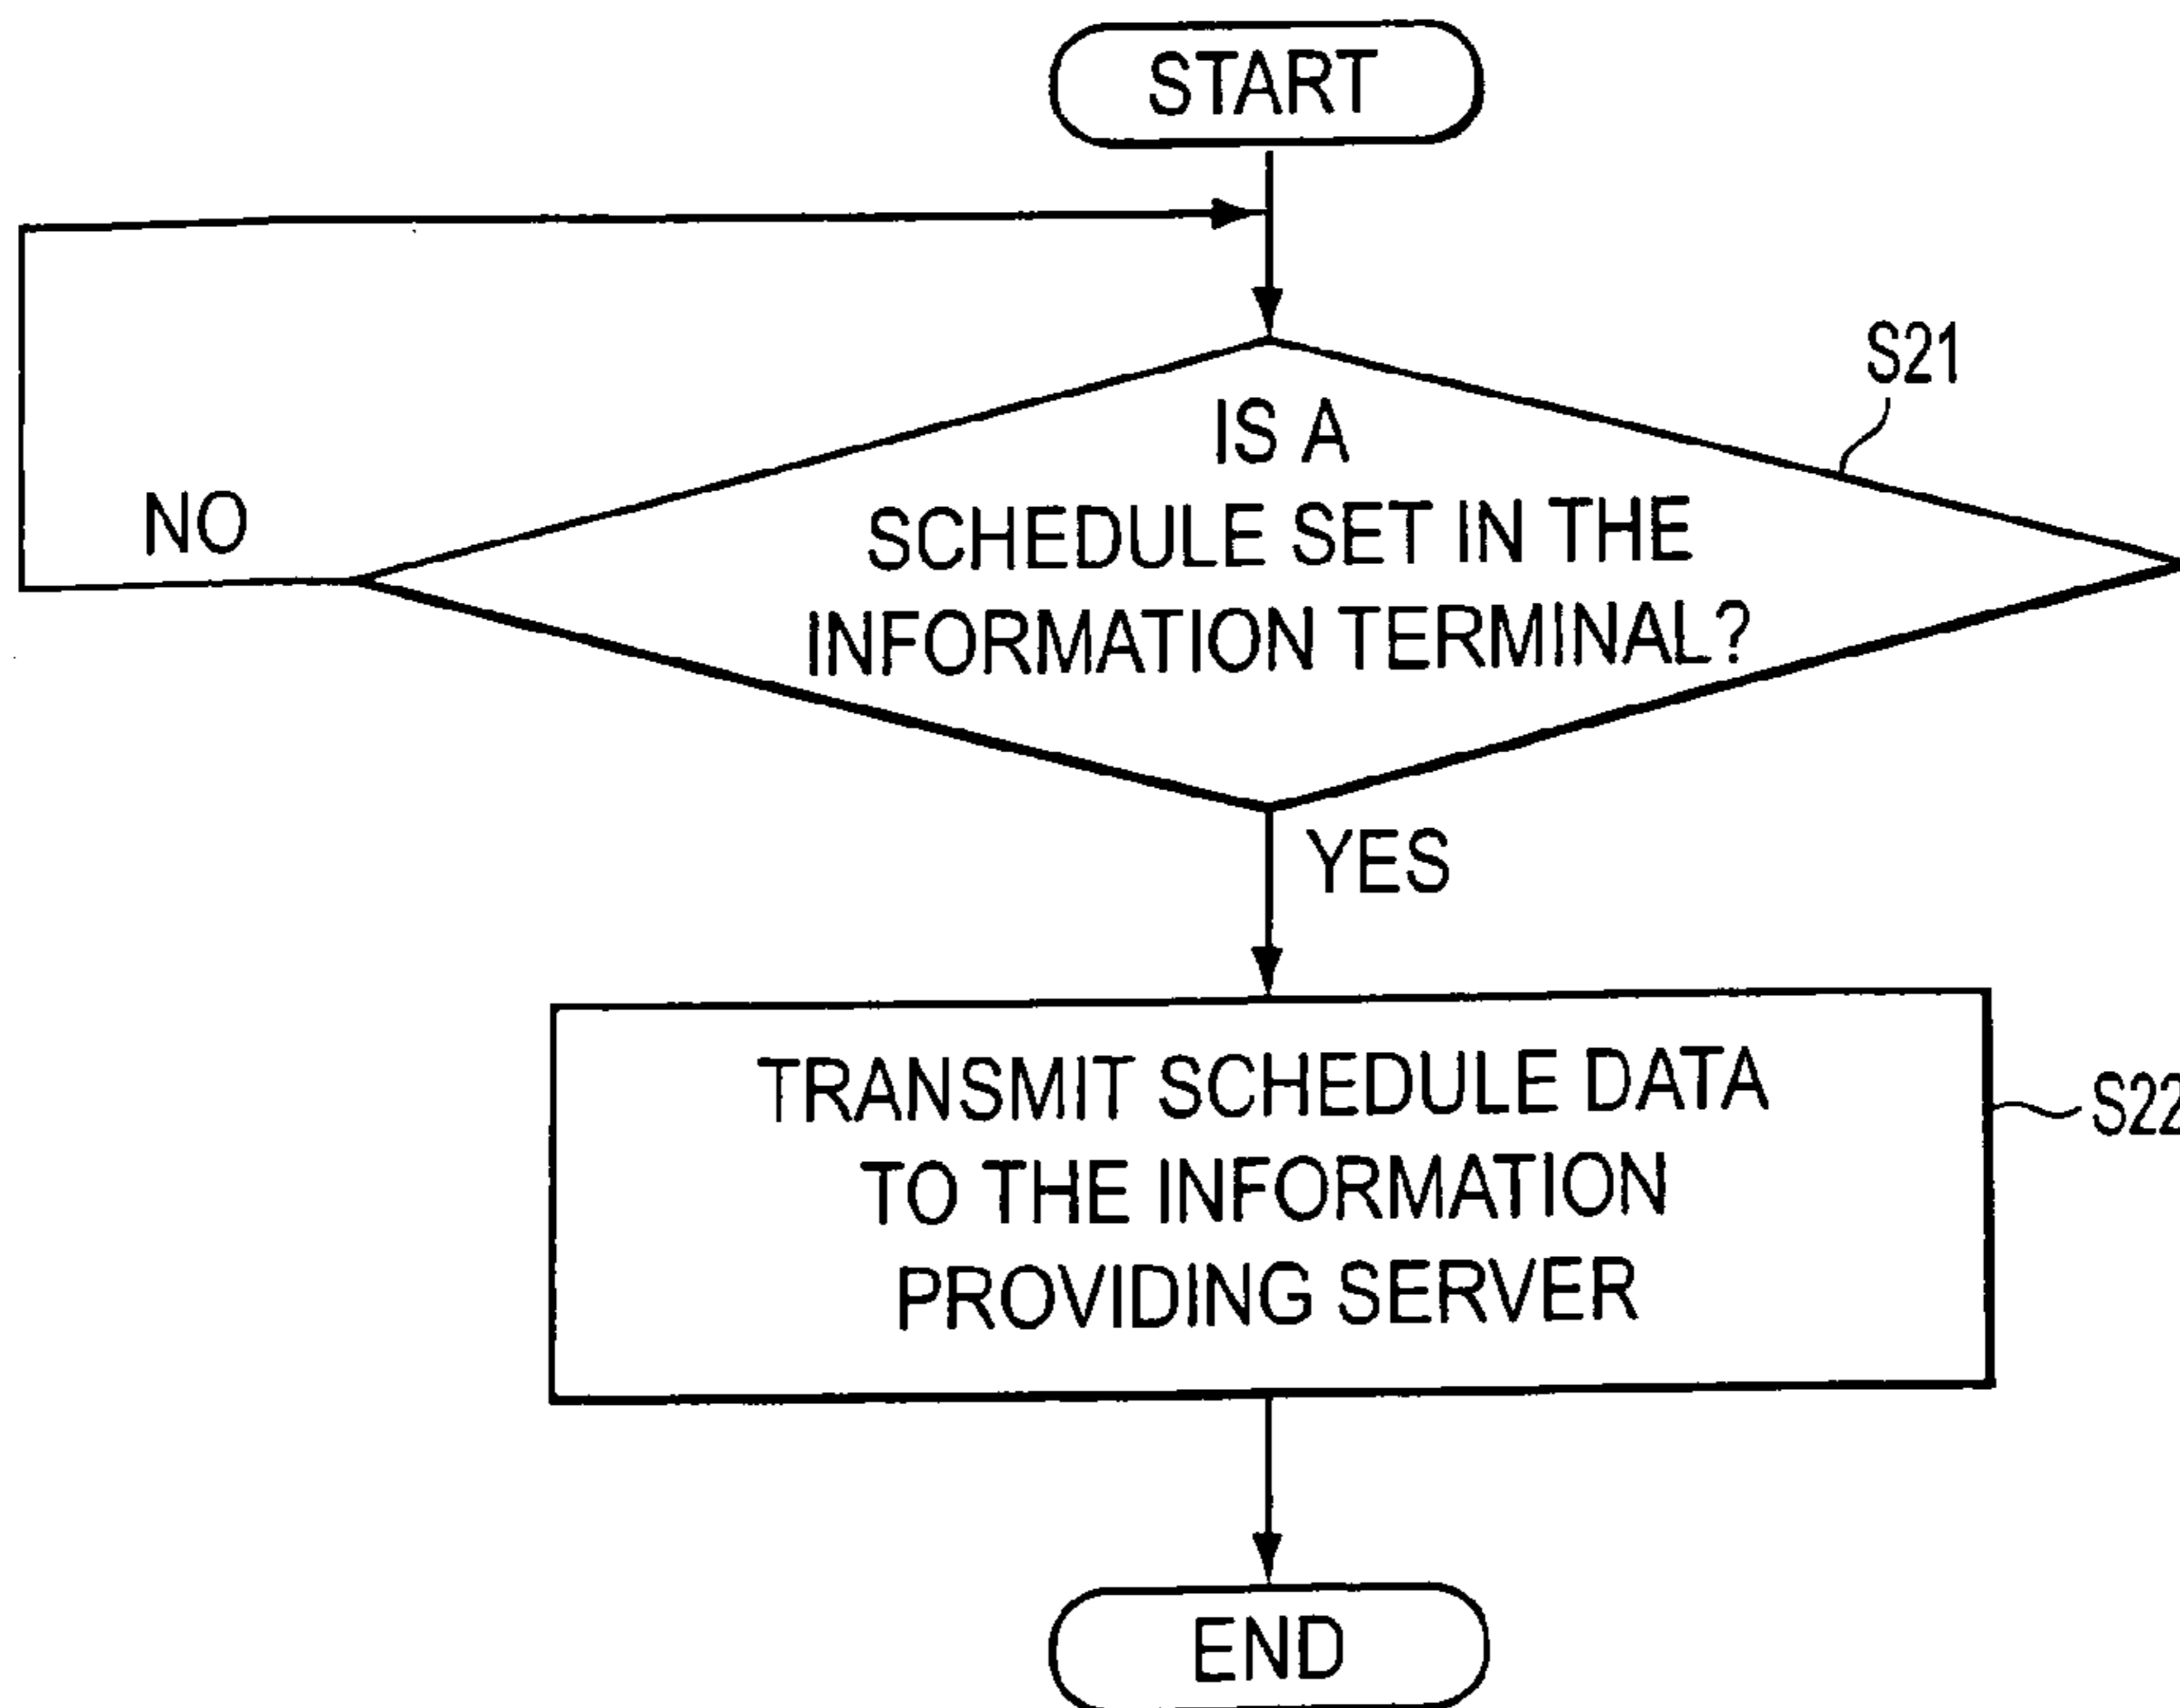 START
S21
IS A
SCHEDULE SET IN THE
INFORMATION TERMINAL?
NO
YES
TRANSMIT SCHEDULE DATA
TO THE INFORMATION
PROVIDING SERVER
S22
END